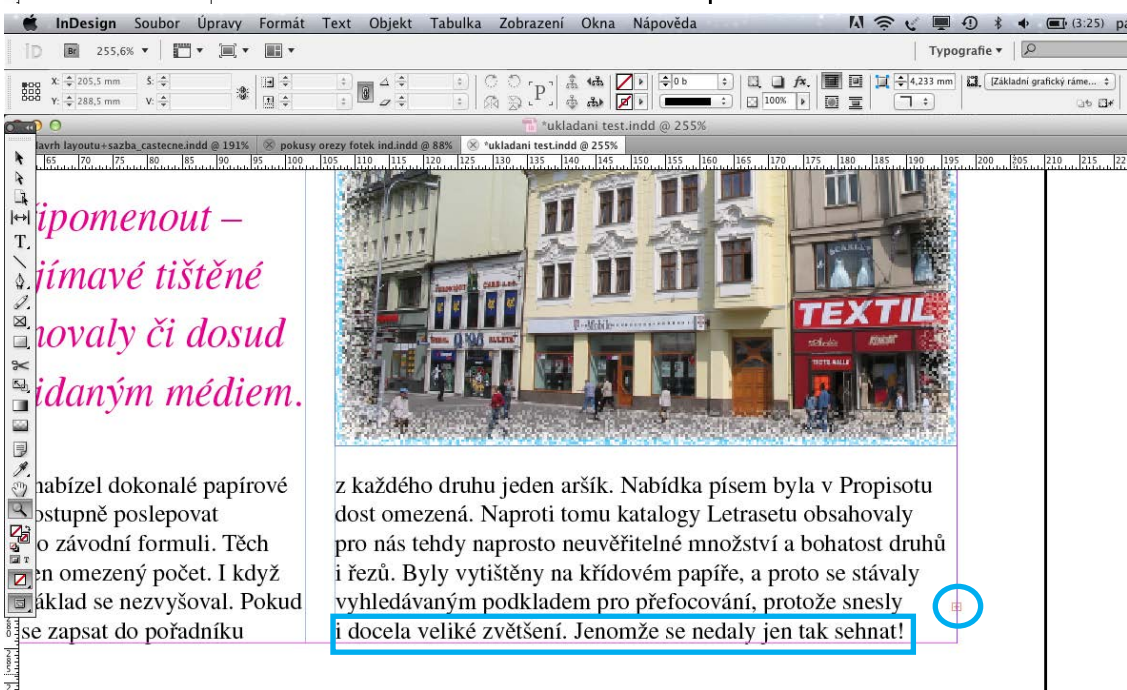 InDesign Soubor Úpravy Formát Text Objekt Tabulka Zobrazení Okna Nápověda (3:25)
Br 255,6% Typografie
X: 205,5 mm Š: 0 b fx. 4,233 mm [Základní grafický ráme...
Y: 288,5 mm V: P 100%
*ukladani test.indd @ 255%
layoutu+sazba_castecne.indd @ 191% pokusy orezy fotek ind.indd @ 88% *ukladani test.indd @ 255%
65 70 75 80 85 90 95 100 105 110 115 120 125 130 135 140 145 150 155 160 165 170 175 180 185 190 195 200 205 210 215
ipomenout –
jímavé tištěné
novaly či dosud
idaným médiem.
TEXTIL
T-Mobile
nabízel dokonalé papírové
ostupně poslepovat
o závodní formuli. Těch
en omezený počet. I když
áklad se nezvyšoval. Pokud
se zapsat do pořadníku
z každého druhu jeden aršík. Nabídka písem byla v Propisotu
dost omezená. Naproti tomu katalogy Letrasetu obsahovaly
pro nás tehdy naprosto neuvěřitelné množství a bohatost druhů
i řezů. Byly vytištěny na křídovém papíře, a proto se stávaly
vyhledávaným podkladem pro přefocování, protože snesly
i docela veliké zvětšení. Jenomže se nedaly jen tak sehnat!